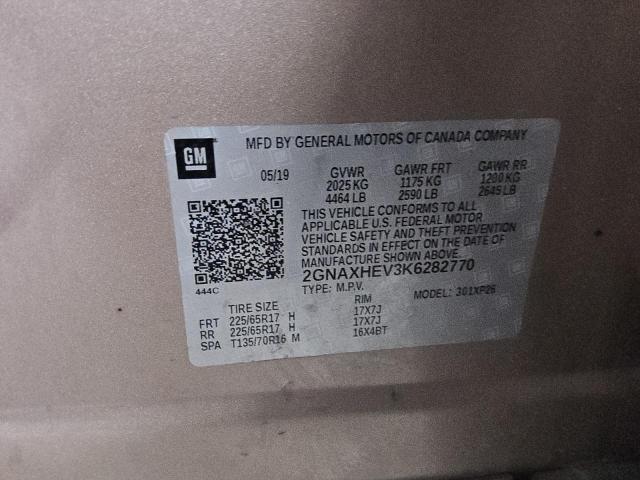 GM
MFD BY GENERAL MOTORS OF CANADA COMPANY
05/19 GVWR GAWR FRT GAWR RR
2025 KG 1175 KG 1200 KG
4464 LB 2590 LB 2645 LB
THIS VEHICLE CONFORMS TO ALL
APPLICABLE U.S. FEDERAL MOTOR
VEHICLE SAFETY AND THEFT PREVENTION
STANDARDS IN EFFECT ON THE DATE OF
MANUFACTURE SHOWN ABOVE.
444C 2GNAXHEV3K6282770
TYPE: M.P.V. MODEL: 301XP26
TIRE SIZE RIM
FRT 225/65R17 H 17X7J
RR 225/65R17 H 17X7J
SPA T135/70R16 M 16X4BT